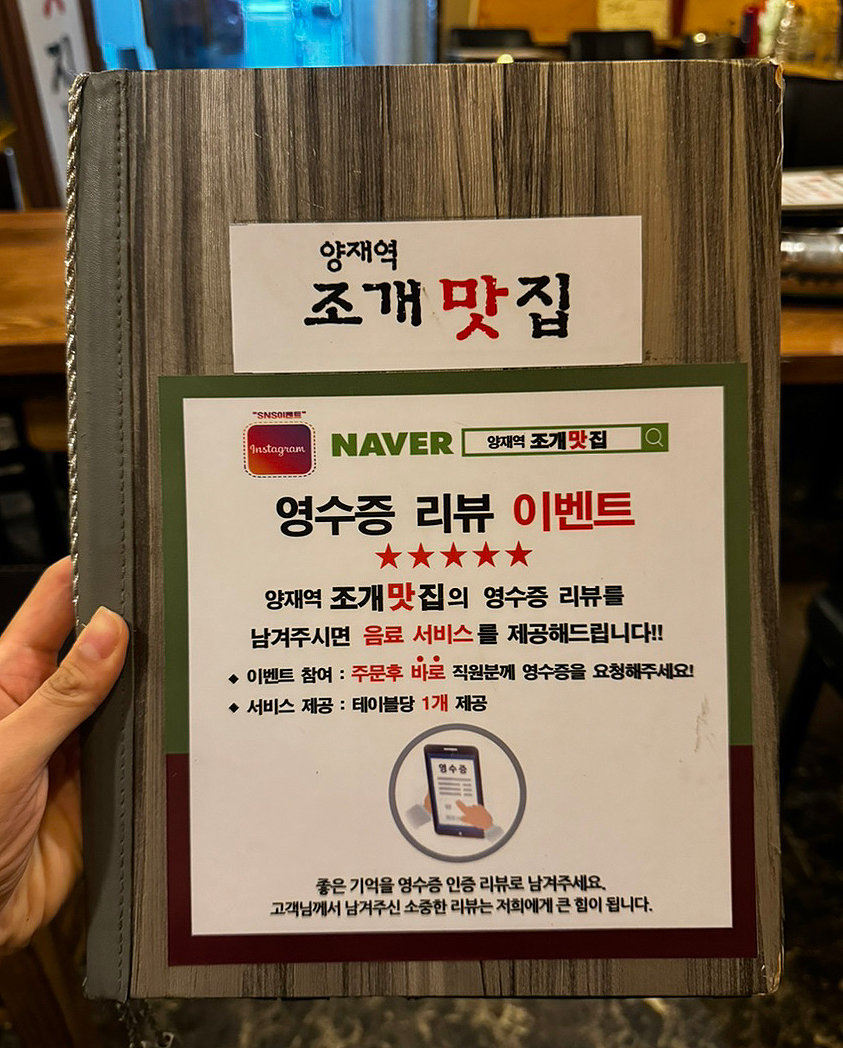 양재역
조개맛집
"SNS이벤트"
Instagram
NAVER 양재역 조개맛집
영수증 리뷰 이벤트
★★★★★
양재역 조개맛집의 영수증 리뷰를
남겨주시면 음료 서비스를 제공해드립니다!!
◆ 이벤트 참여 : 주문후 바로 직원분께 영수증을 요청해주세요!
◆ 서비스 제공 : 테이블당 1개 제공
영수증
좋은 기억을 영수증 인증 리뷰로 남겨주세요.
고객님께서 남겨주신 소중한 리뷰는 저희에게 큰 힘이 됩니다.